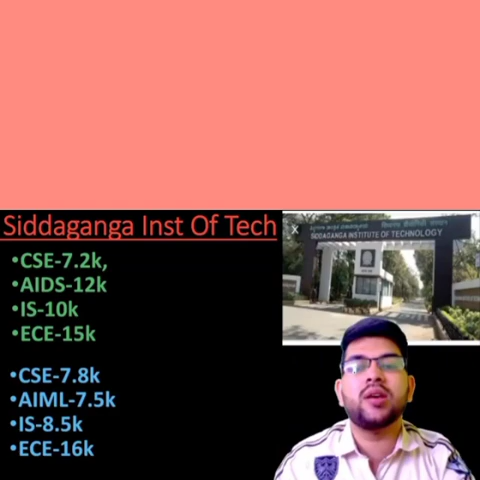 Siddaganga Inst Of Tech
•CSE-7.2k,
•AIDS-12k
•IS-10k
•ECE-15k
•CSE-7.8k
•AIML-7.5k
•IS-8.5k
•ECE-16k
X
SIDDAGANGA INSTITUTE OF TECHNOLOGY